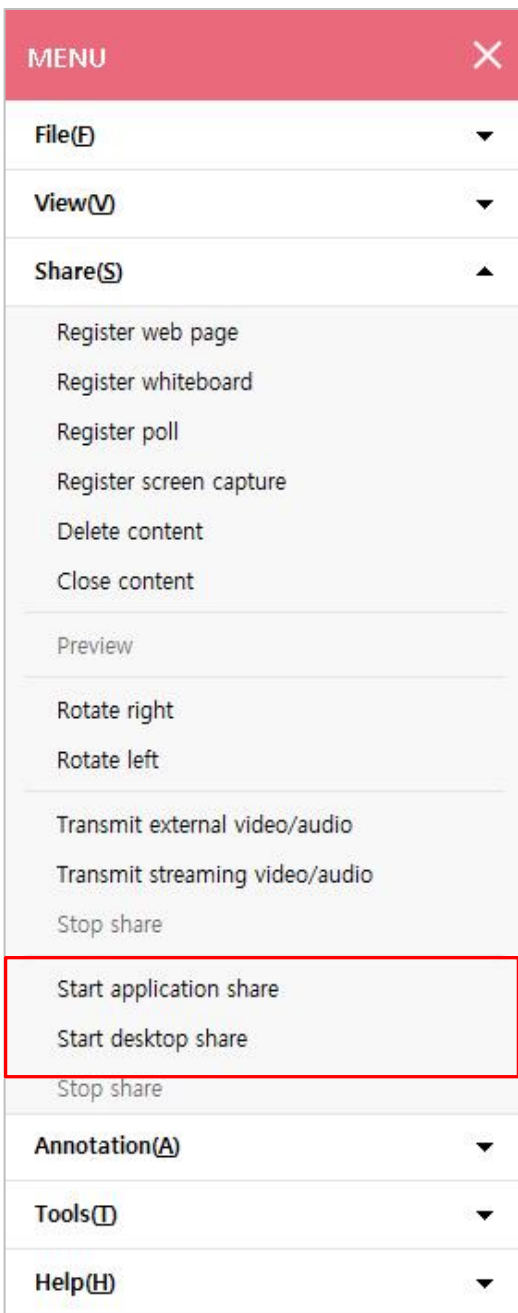 MENU
File(F)
View(V)
Share(S)
Register web page
Register whiteboard
Register poll
Register screen capture
Delete content
Close content
Preview
Rotate right
Rotate left
Transmit external video/audio
Transmit streaming video/audio
Stop share
Start application share
Start desktop share
Stop share
Annotation(A)
Tools(T)
Help(H)